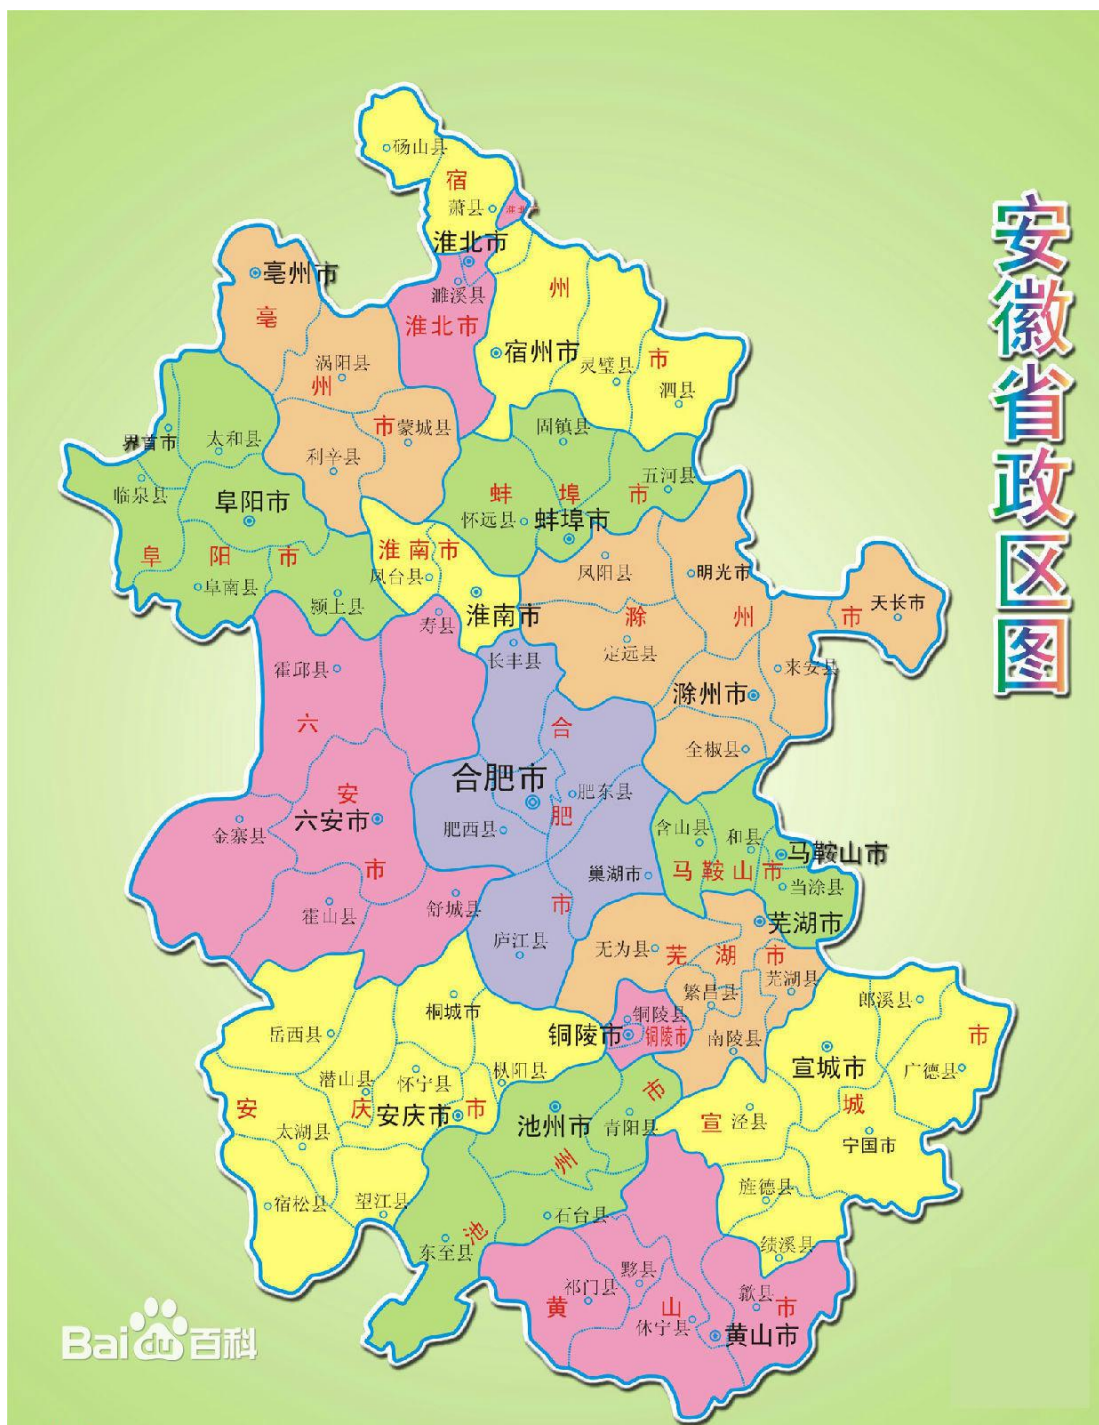 安徽省政区图
砀山县
宿
萧县
淮北市
淮北市
亳州市
濉溪县
州
亳
淮北市
宿州市
市
涡阳县
灵璧县
州
泗县
市
蒙城县
固镇县
界首市
太和县
利辛县
五河县
临泉县
蚌
埠
市
阜阳市
怀远县
蚌埠市
阜
阳
市
淮南市
凤阳县
明光市
凤台县
阜南县
颍上县
天长市
淮南市
滁
州
市
寿县
定远县
长丰县
霍邱县
来安县
滁州市
六
合
全椒县
合肥市
安
肥东县
六安市
肥
金寨县
肥西县
含山县
和县
马鞍山市
市
巢湖市
马鞍山市
当涂县
霍山县
舒城县
市
芜湖市
庐江县
无为县
芜
湖
市
芜湖县
桐城市
繁昌县
郎溪县
铜陵县
岳西县
铜陵市
铜陵市
南陵县
市
宣城市
广德县
潜山县
怀宁县
枞阳县
市
安
庆
安庆市
市
池州市
青阳县
宣
泾县
城
太湖县
宁国市
州
宿松县
望江县
旌德县
石台县
池
东至县
绩溪县
黟县
祁门县
歙县
黄
山
市
休宁县
黄山市
Bai du 百科